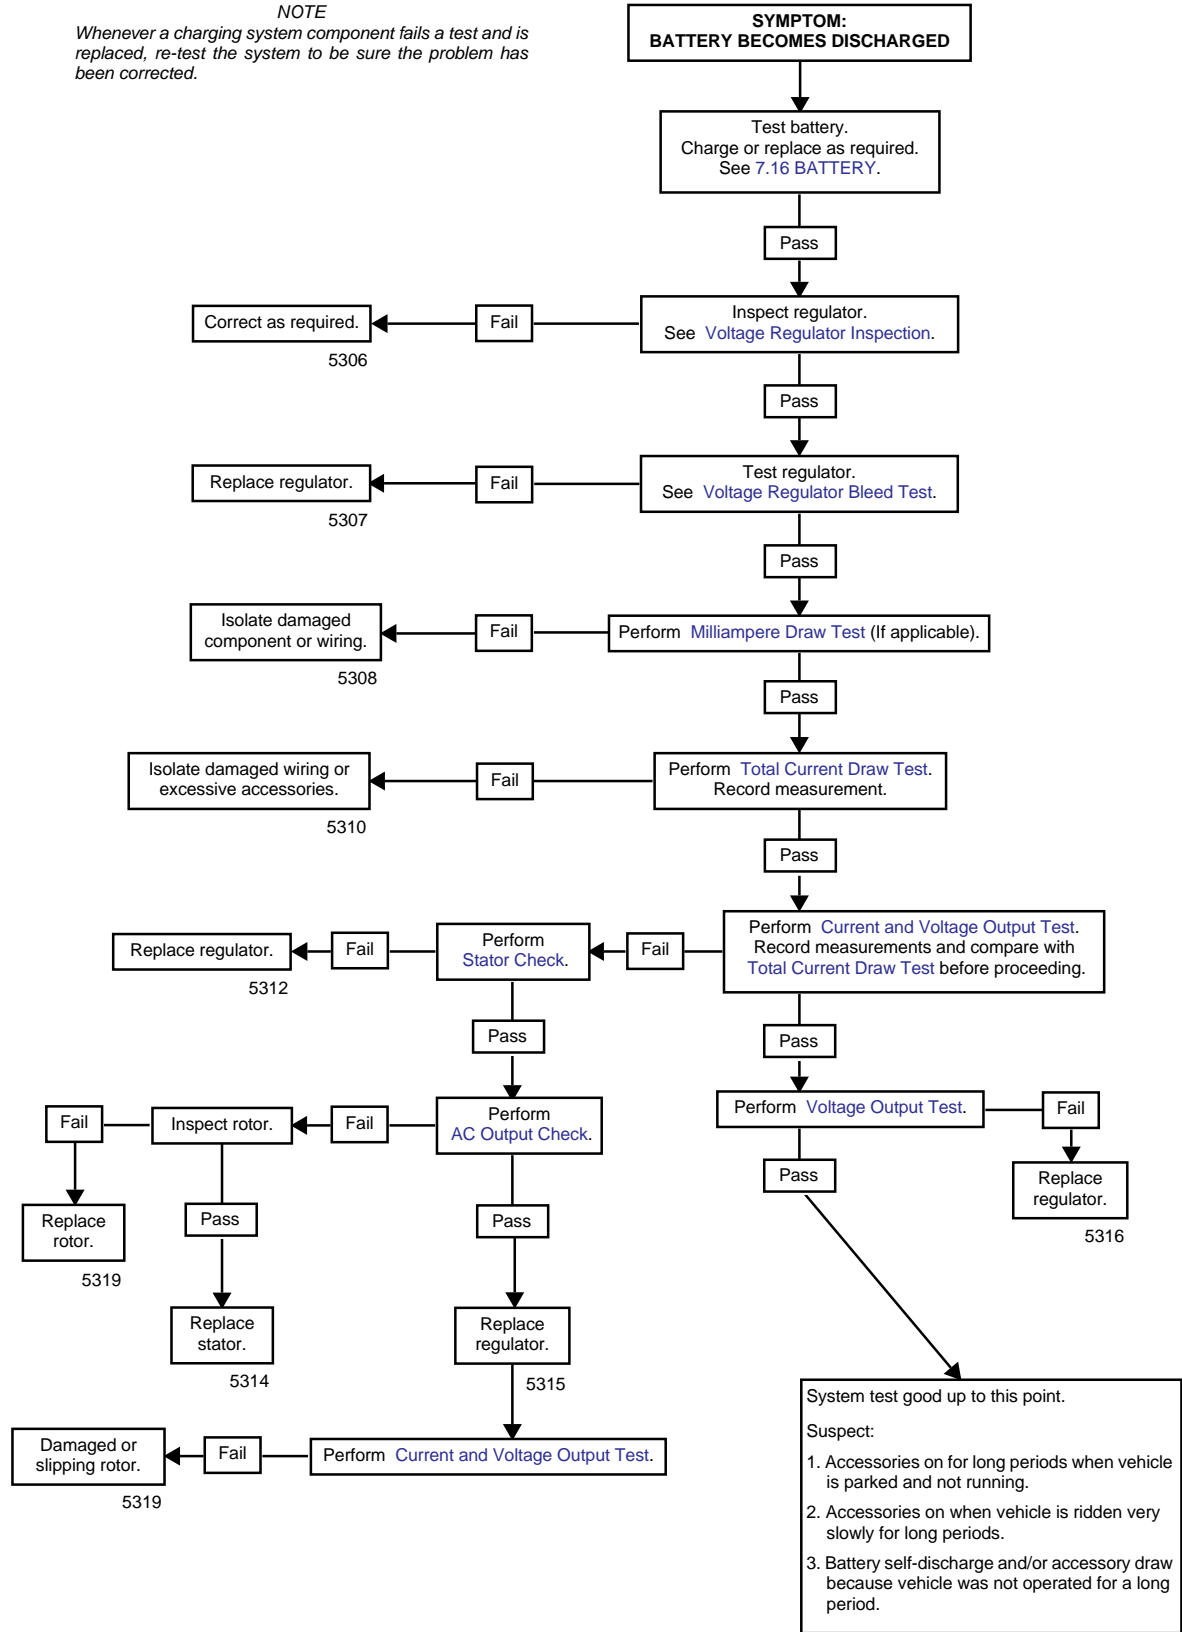 NOTE
Whenever a charging system component fails a test and is
replaced, re-test the system to be sure the problem has
been corrected.
SYMPTOM:
BATTERY BECOMES DISCHARGED
Test battery.
Charge or replace as required.
See 7.16 BATTERY.
Pass
Inspect regulator.
See Voltage Regulator Inspection.
Fail
Correct as required.
5306
Pass
Test regulator.
See Voltage Regulator Bleed Test.
Fail
Replace regulator.
5307
Pass
Perform Milliampere Draw Test (If applicable).
Fail
Isolate damaged
component or wiring.
5308
Pass
Perform Total Current Draw Test.
Record measurement.
Fail
Isolate damaged wiring or
excessive accessories.
5310
Pass
Perform Current and Voltage Output Test.
Record measurements and compare with
Total Current Draw Test before proceeding.
Fail
Perform
Stator Check.
Fail
Replace regulator.
5312
Pass
Pass
Perform Voltage Output Test.
Fail
Replace
regulator.
5316
Pass
Perform
AC Output Check.
Fail
Inspect rotor.
Fail
Replace
rotor.
5319
Pass
Replace
stator.
5314
Pass
Replace
regulator.
5315
Perform Current and Voltage Output Test.
Fail
Damaged or
slipping rotor.
5319
System test good up to this point.
Suspect:
1. Accessories on for long periods when vehicle
is parked and not running.
2. Accessories on when vehicle is ridden very
slowly for long periods.
3. Battery self-discharge and/or accessory draw
because vehicle was not operated for a long
period.